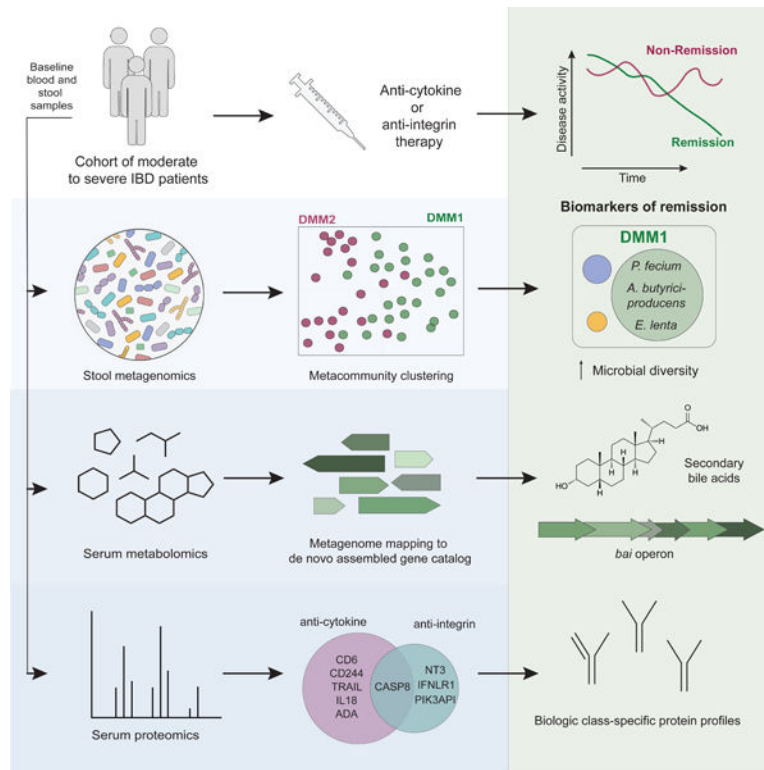 Baseline
blood and
stool
samples
Cohort of moderate
to severe IBD patients
Anti-cytokine
or
anti-integrin
therapy
Disease activity
Non-Remission
Remission
Time
Biomarkers of remission
Stool metagenomics
DMM2 DMM1
Metacommunity clustering
DMM1
P. fecium
A. butyrici-
producens
E. lenta
↑ Microbial diversity
Serum metabolomics
Metagenome mapping to
de novo assembled gene catalog
O
OH
H
H
H
H
HO
H
Secondary
bile acids
bai operon
Serum proteomics
anti-cytokine anti-integrin
CD6
CD244
TRAIL
IL18
ADA
CASP8
NT3
IFNLR1
PIK3API
Biologic class-specific protein profiles